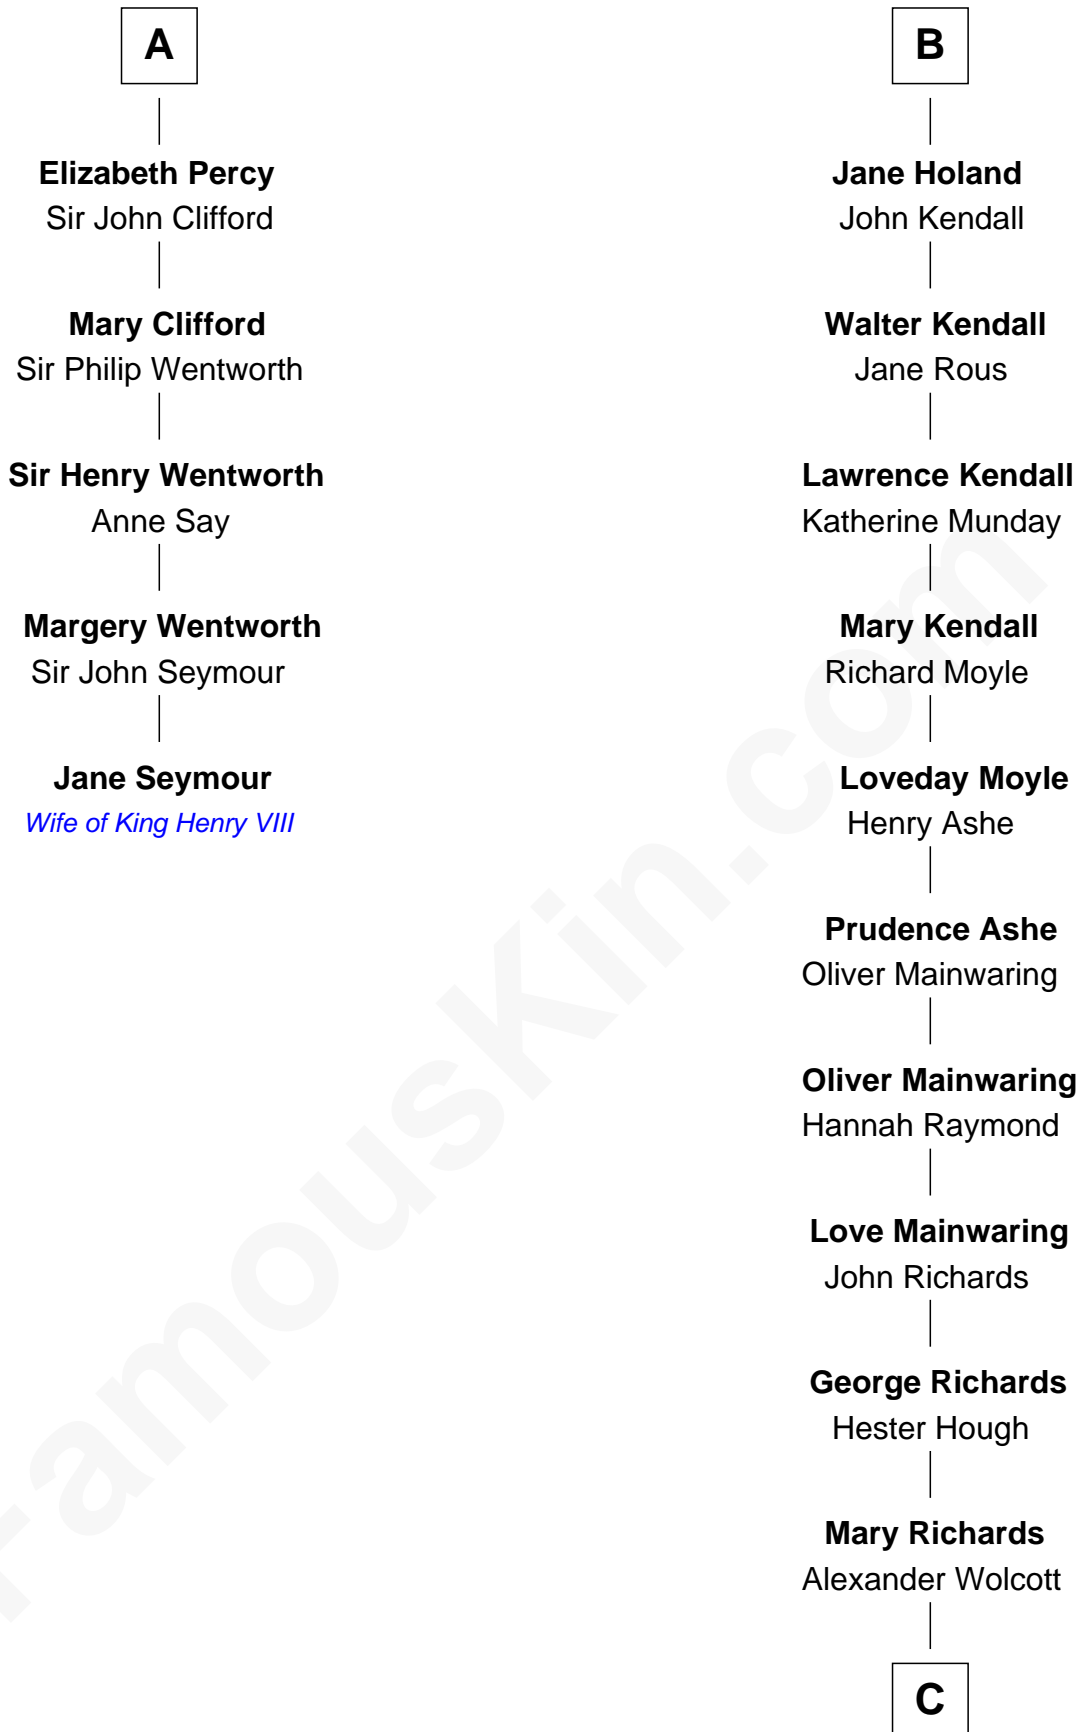 A
Elizabeth Percy
Sir John Clifford
Mary Clifford
Sir Philip Wentworth
Sir Henry Wentworth
Anne Say
Margery Wentworth
Sir John Seymour
Jane Seymour
Wife of King Henry VIII
B
Jane Holand
John Kendall
Walter Kendall
Jane Rous
Lawrence Kendall
Katherine Munday
Mary Kendall
Richard Moyle
Loveday Moyle
Henry Ashe
Prudence Ashe
Oliver Mainwaring
Oliver Mainwaring
Hannah Raymond
Love Mainwaring
John Richards
George Richards
Hester Hough
Mary Richards
Alexander Wolcott
C
FamousKin.com